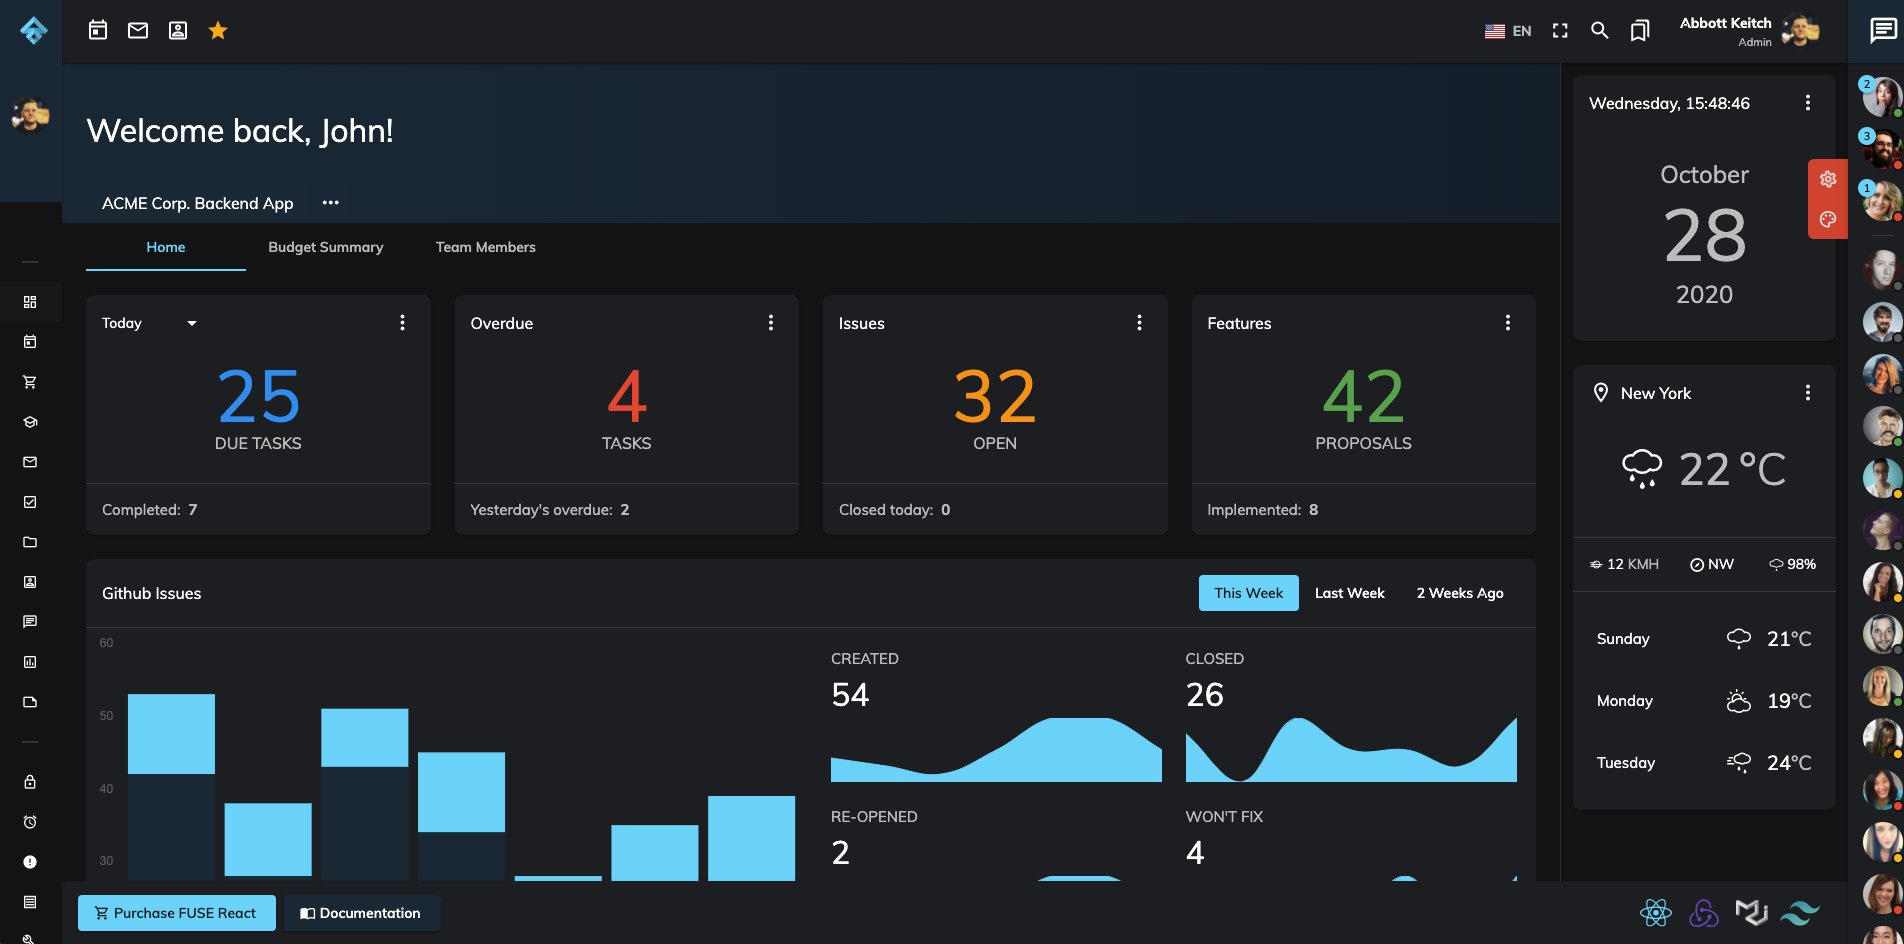 EN
Abbott Keitch
Admin
Welcome back, John!
ACME Corp. Backend App
Home
Budget Summary
Team Members
Today
25
DUE TASKS
Completed: 7
Overdue
4
TASKS
Yesterday's overdue: 2
Issues
32
OPEN
Closed today: 0
Features
42
PROPOSALS
Implemented: 8
Github Issues
This Week
Last Week
2 Weeks Ago
60
50
40
30
CREATED
54
CLOSED
26
RE-OPENED
2
WON'T FIX
4
Wednesday, 15:48:46
October
28
2020
New York
22 °C
12 KMH
NW
98%
Sunday
21°C
Monday
19°C
Tuesday
24°C
2
3
1
Purchase FUSE React
Documentation